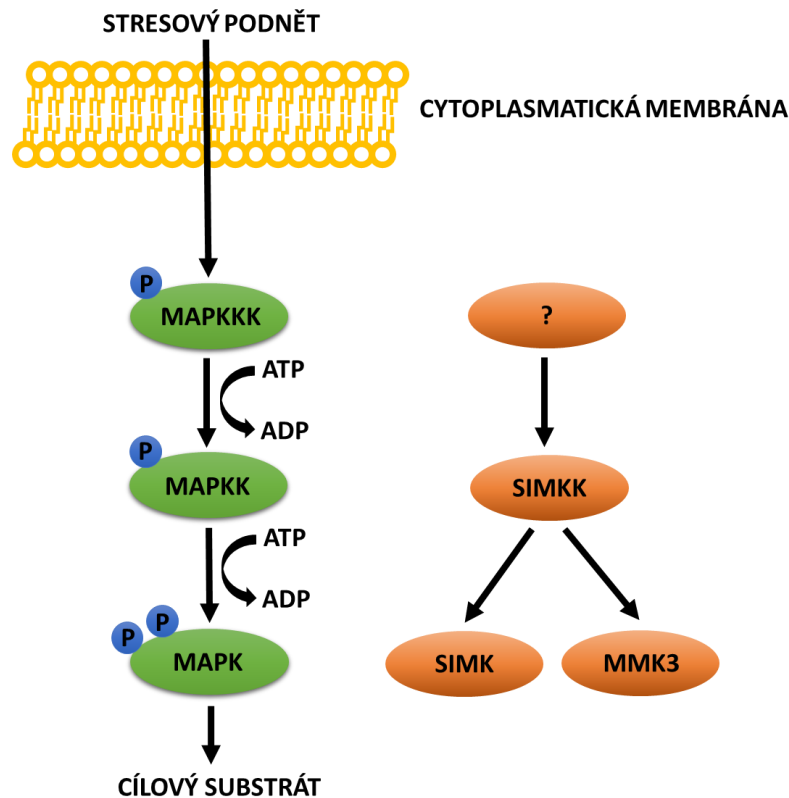 STRESOVÝ PODNĚT
CYTOPLASMATICKÁ MEMBRÁNA
P
MAPKKK
?
ATP
ADP
P
MAPKK
SIMKK
ATP
ADP
P
P
MAPK
SIMK
MMK3
CÍLOVÝ SUBSTRÁT